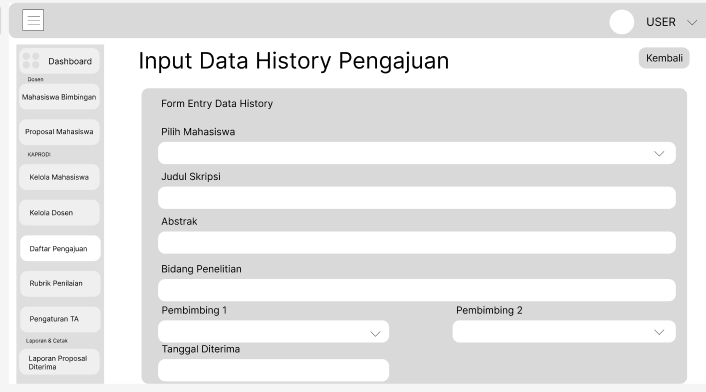 USER
Dashboard
Dosen
Mahasiswa Bimbingan
Proposal Mahasiswa
KAPRODI
Kelola Mahasiswa
Kelola Dosen
Daftar Pengajuan
Rubrik Penilaian
Pengaturan TA
Laporan & Cetak
Laporan Proposal
Diterima
Input Data History Pengajuan
Kembali
Form Entry Data History
Pilih Mahasiswa
Judul Skripsi
Abstrak
Bidang Penelitian
Pembimbing 1
Pembimbing 2
Tanggal Diterima